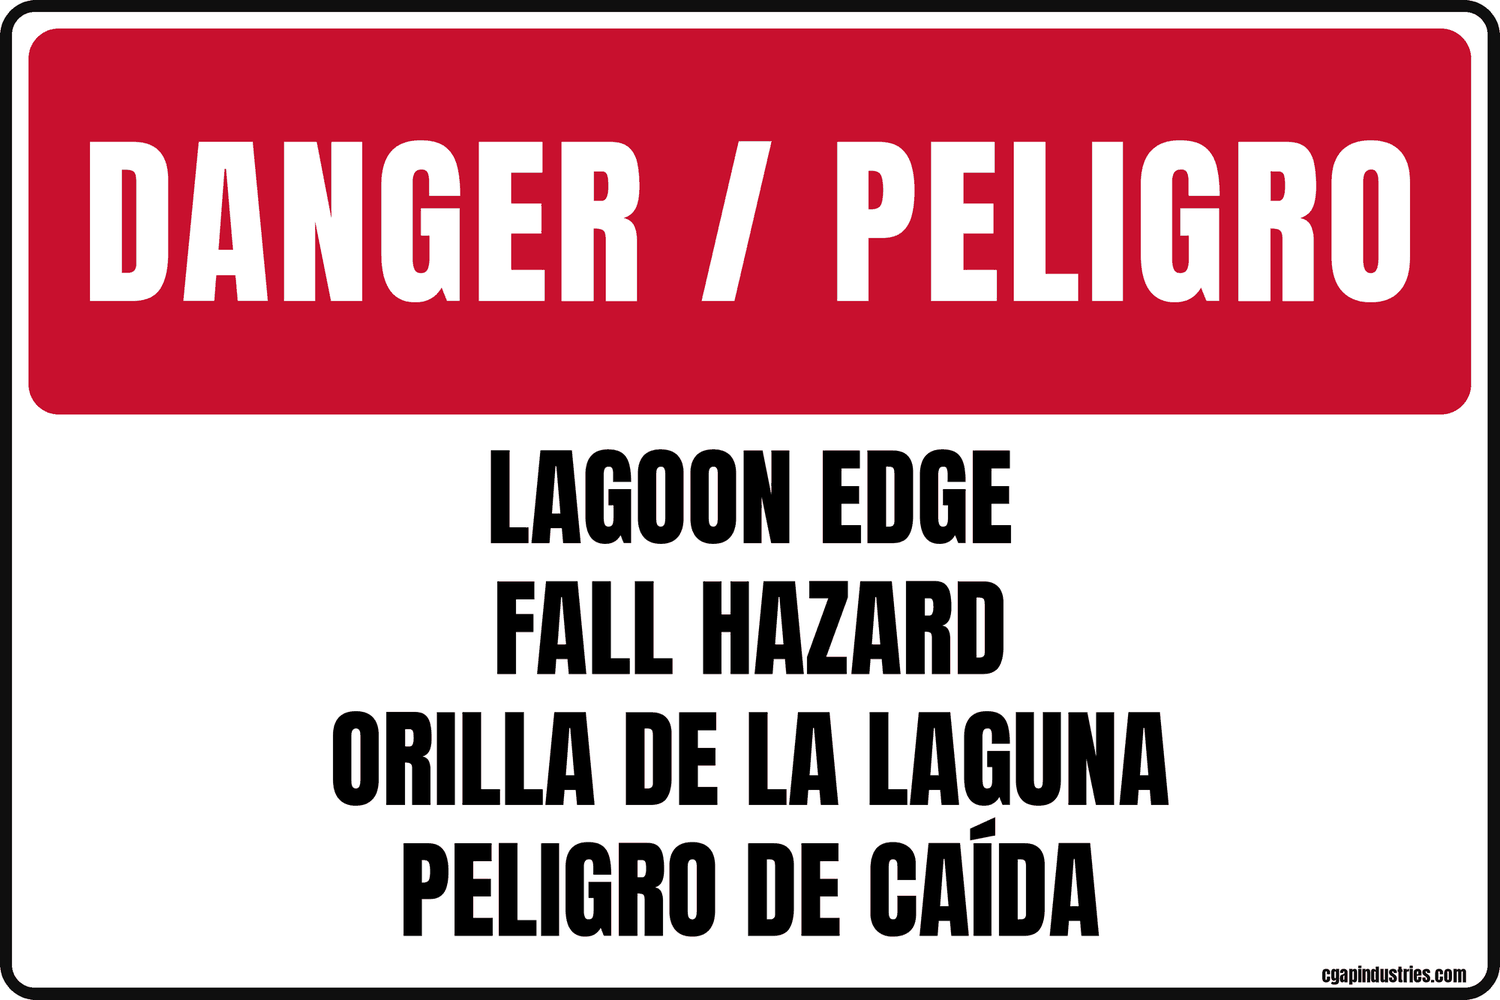 DANGER / PELIGRO
LAGOON EDGE
FALL HAZARD
ORILLA DE LA LAGUNA
PELIGRO DE CAÍDA
cgapindustries.com